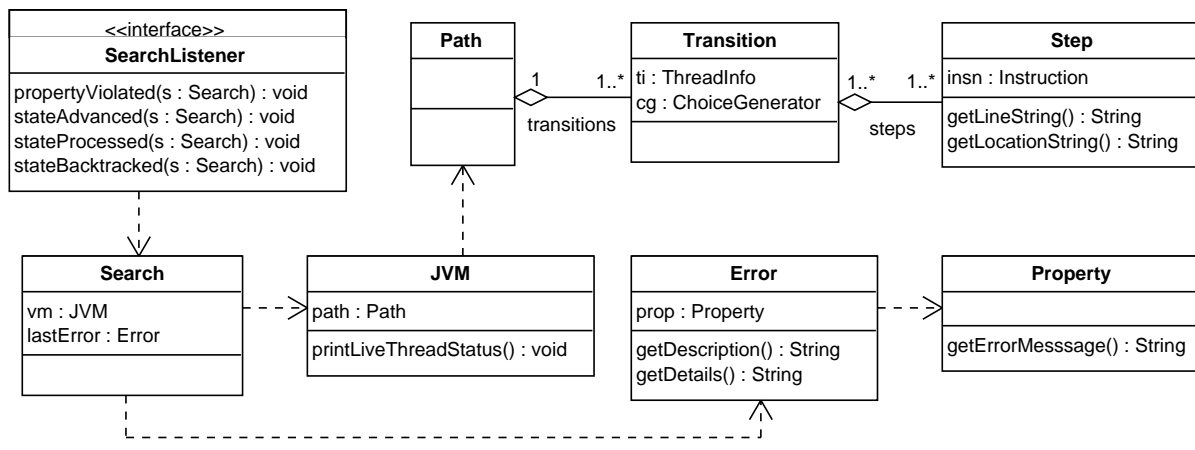 <<interface>>
SearchListener
propertyViolated(s : Search) : void
stateAdvanced(s : Search) : void
stateProcessed(s : Search) : void
stateBacktracked(s : Search) : void
Path
1
1..*
transitions
Transition
ti : ThreadInfo
cg : ChoiceGenerator
1..*
1..*
steps
Step
insn : Instruction
getLineString() : String
getLocationString() : String
Search
vm : JVM
lastError : Error
JVM
path : Path
printLiveThreadStatus() : void
Error
prop : Property
getDescription() : String
getDetails() : String
Property
getErrorMesssage() : String